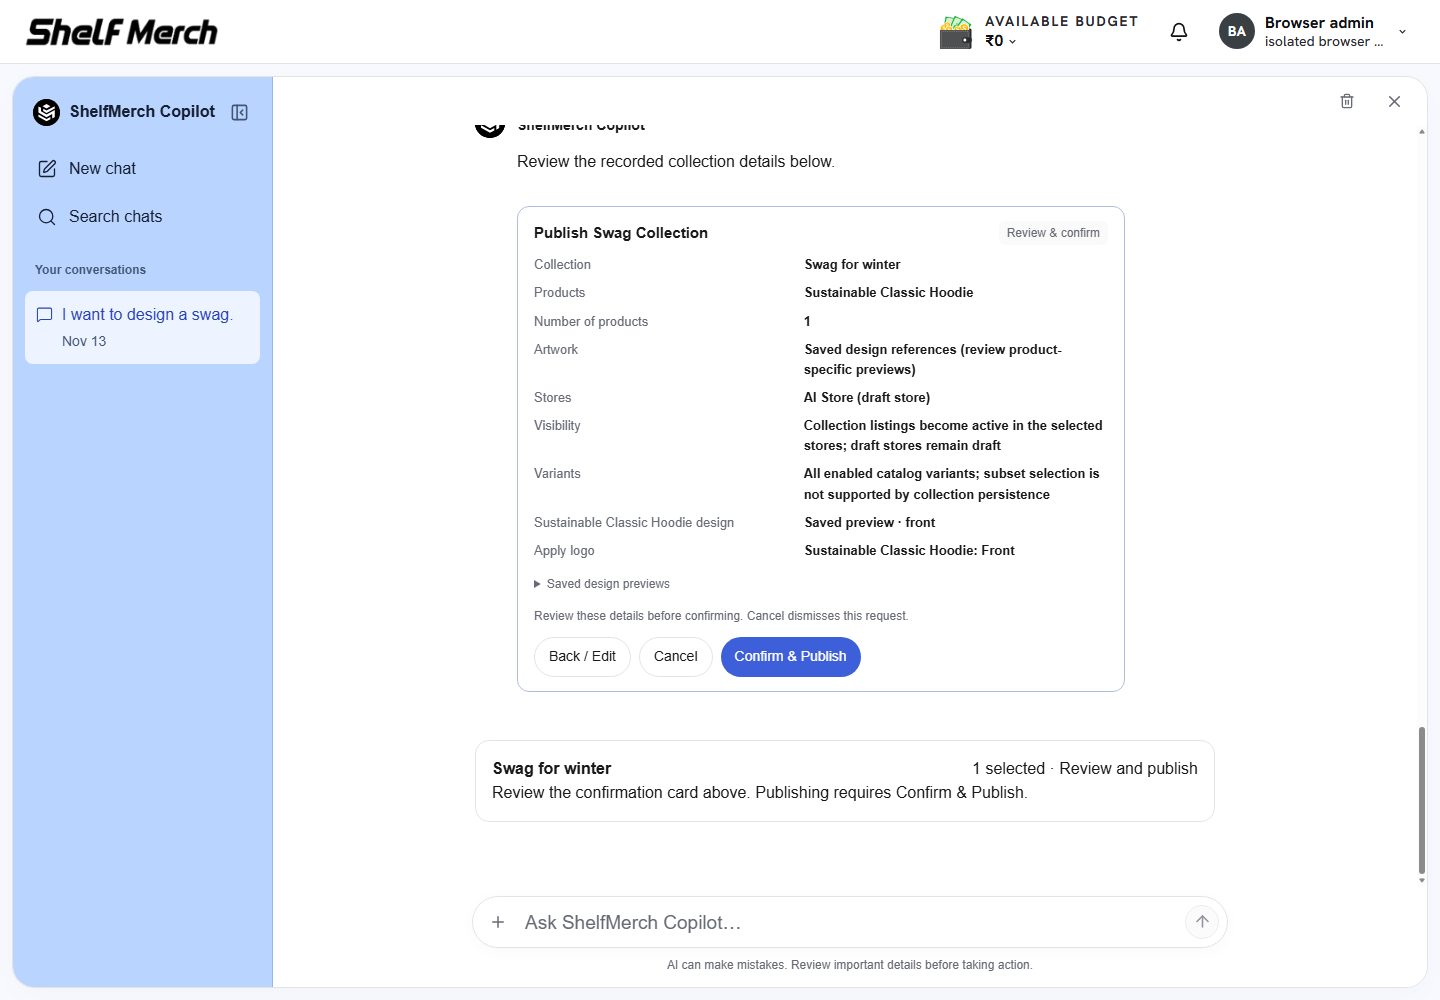 Shelf Merch
AVAILABLE BUDGET
₹0
BA
Browser admin
isolated browser ...
ShelfMerch Copilot
New chat
Search chats
Your conversations
I want to design a swag.
Nov 13
ShelfMerch Copilot
Review the recorded collection details below.
Publish Swag Collection
Review & confirm
Collection
Swag for winter
Products
Sustainable Classic Hoodie
Number of products
1
Artwork
Saved design references (review product-
specific previews)
Stores
AI Store (draft store)
Visibility
Collection listings become active in the selected
stores; draft stores remain draft
Variants
All enabled catalog variants; subset selection is
not supported by collection persistence
Sustainable Classic Hoodie design
Saved preview · front
Apply logo
Sustainable Classic Hoodie: Front
Saved design previews
Review these details before confirming. Cancel dismisses this request.
Back / Edit
Cancel
Confirm & Publish
Swag for winter
1 selected · Review and publish
Review the confirmation card above. Publishing requires Confirm & Publish.
Ask ShelfMerch Copilot…
AI can make mistakes. Review important details before taking action.